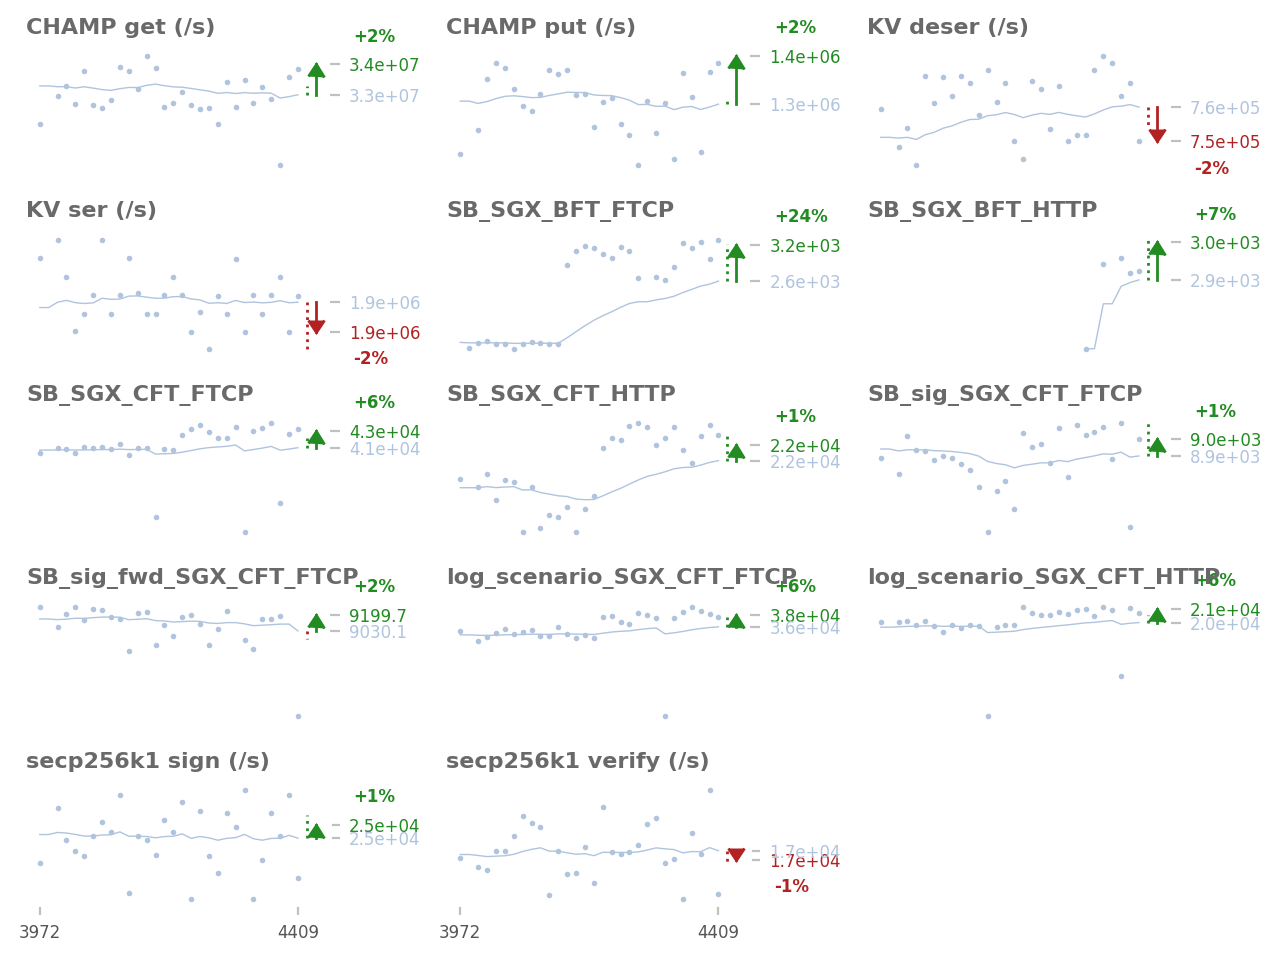 CHAMP get (/s)
+2%
3.4e+07
3.3e+07
CHAMP put (/s)
+2%
1.4e+06
1.3e+06
KV deser (/s)
7.6e+05
7.5e+05
-2%
KV ser (/s)
1.9e+06
1.9e+06
-2%
SB_SGX_BFT_FTCP
+24%
3.2e+03
2.6e+03
SB_SGX_BFT_HTTP
+7%
3.0e+03
2.9e+03
SB_SGX_CFT_FTCP
+6%
4.3e+04
4.1e+04
SB_SGX_CFT_HTTP
+1%
2.2e+04
2.2e+04
SB_sig_SGX_CFT_FTCP
+1%
9.0e+03
8.9e+03
SB_sig_fwd_SGX_CFT_FTCP
+2%
9199.7
9030.1
log_scenario_SGX_CFT_FTCP
+6%
3.8e+04
3.6e+04
log_scenario_SGX_CFT_HTTP
+6%
2.1e+04
2.0e+04
secp256k1 sign (/s)
+1%
2.5e+04
2.5e+04
3972
4409
secp256k1 verify (/s)
1.7e+04
1.7e+04
-1%
3972
4409